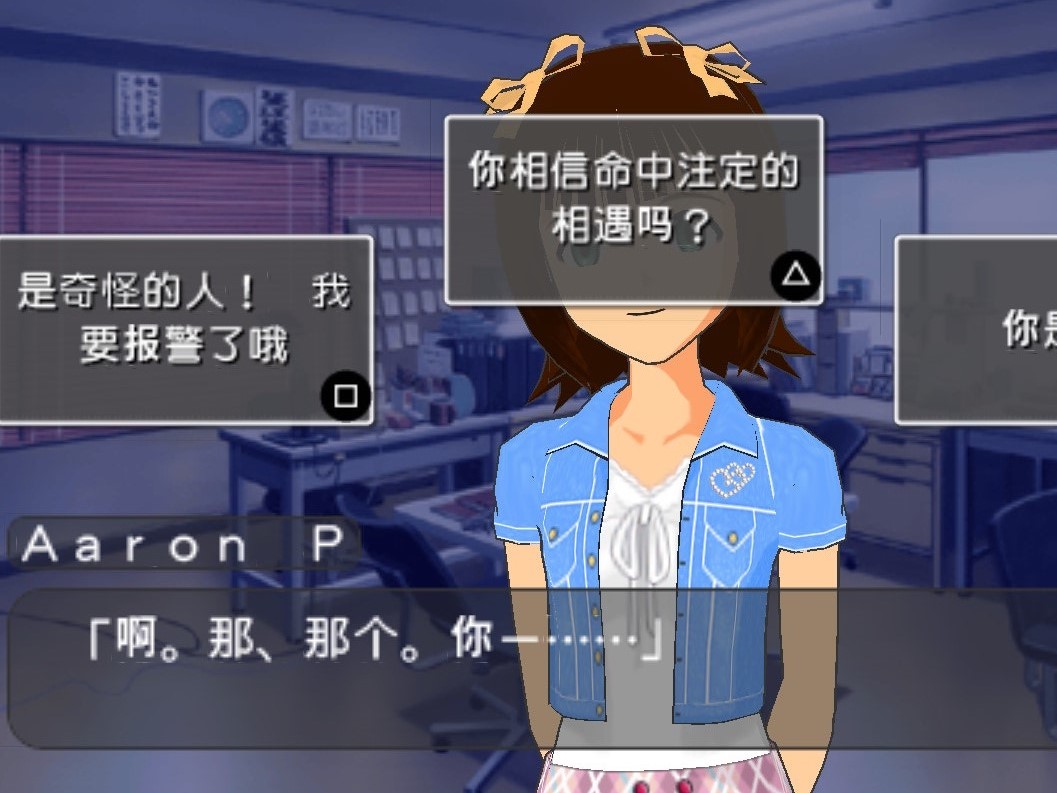 你相信命中注定的
相遇吗？
是奇怪的人！　我
要报警了哦
你是
Ａａｒｏｎ　Ｐ
「啊。那、那个。你－……」